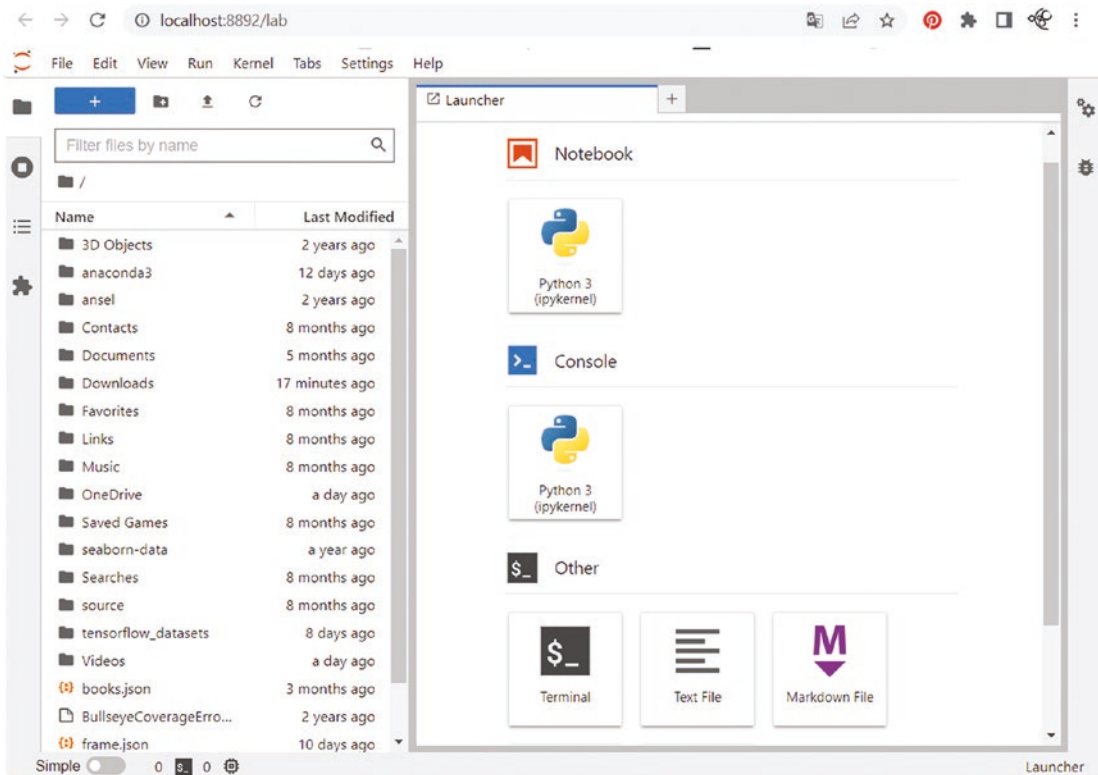 localhost:8892/lab
File Edit View Run Kernel Tabs Settings Help
+
Filter files by name
/
Name Last Modified
3D Objects 2 years ago
anaconda3 12 days ago
ansel 2 years ago
Contacts 8 months ago
Documents 5 months ago
Downloads 17 minutes ago
Favorites 8 months ago
Links 8 months ago
Music 8 months ago
OneDrive a day ago
Saved Games 8 months ago
seaborn-data a year ago
Searches 8 months ago
source 8 months ago
tensorflow_datasets 8 days ago
Videos a day ago
{:} books.json 3 months ago
BullseyeCoverageErro... 2 years ago
{:} frame.json 10 days ago
Launcher +
Notebook
Python 3
(ipykernel)
>_ Console
Python 3
(ipykernel)
$_ Other
$_ Terminal
Text File
M Markdown File
Simple 0 $_ 0 Launcher